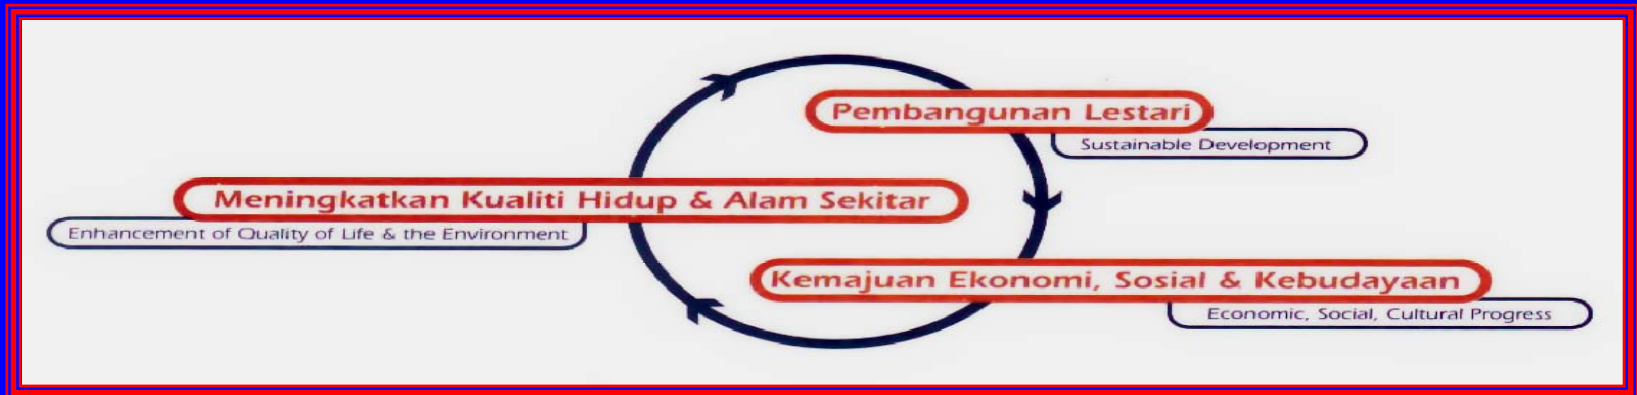 Pembangunan Lestari
Sustainable Development
Meningkatkan Kualiti Hidup & Alam Sekitar
Enhancement of Quality of Life & the Environment
Kemajuan Ekonomi, Sosial & Kebudayaan
Economic, Social, Cultural Progress